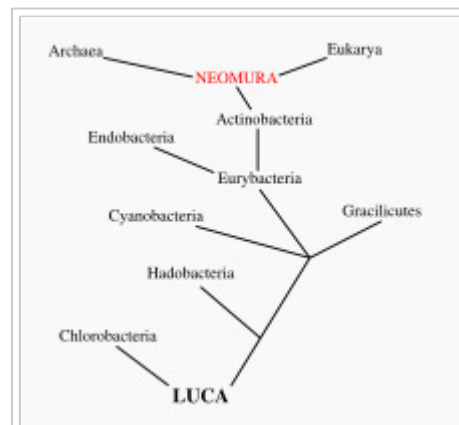 Archaea
Eukarya
NEOMURA
Actinobacteria
Endobacteria
Eurybacteria
Cyanobacteria
Gracilicutes
Hadobacteria
Chlorobacteria
LUCA